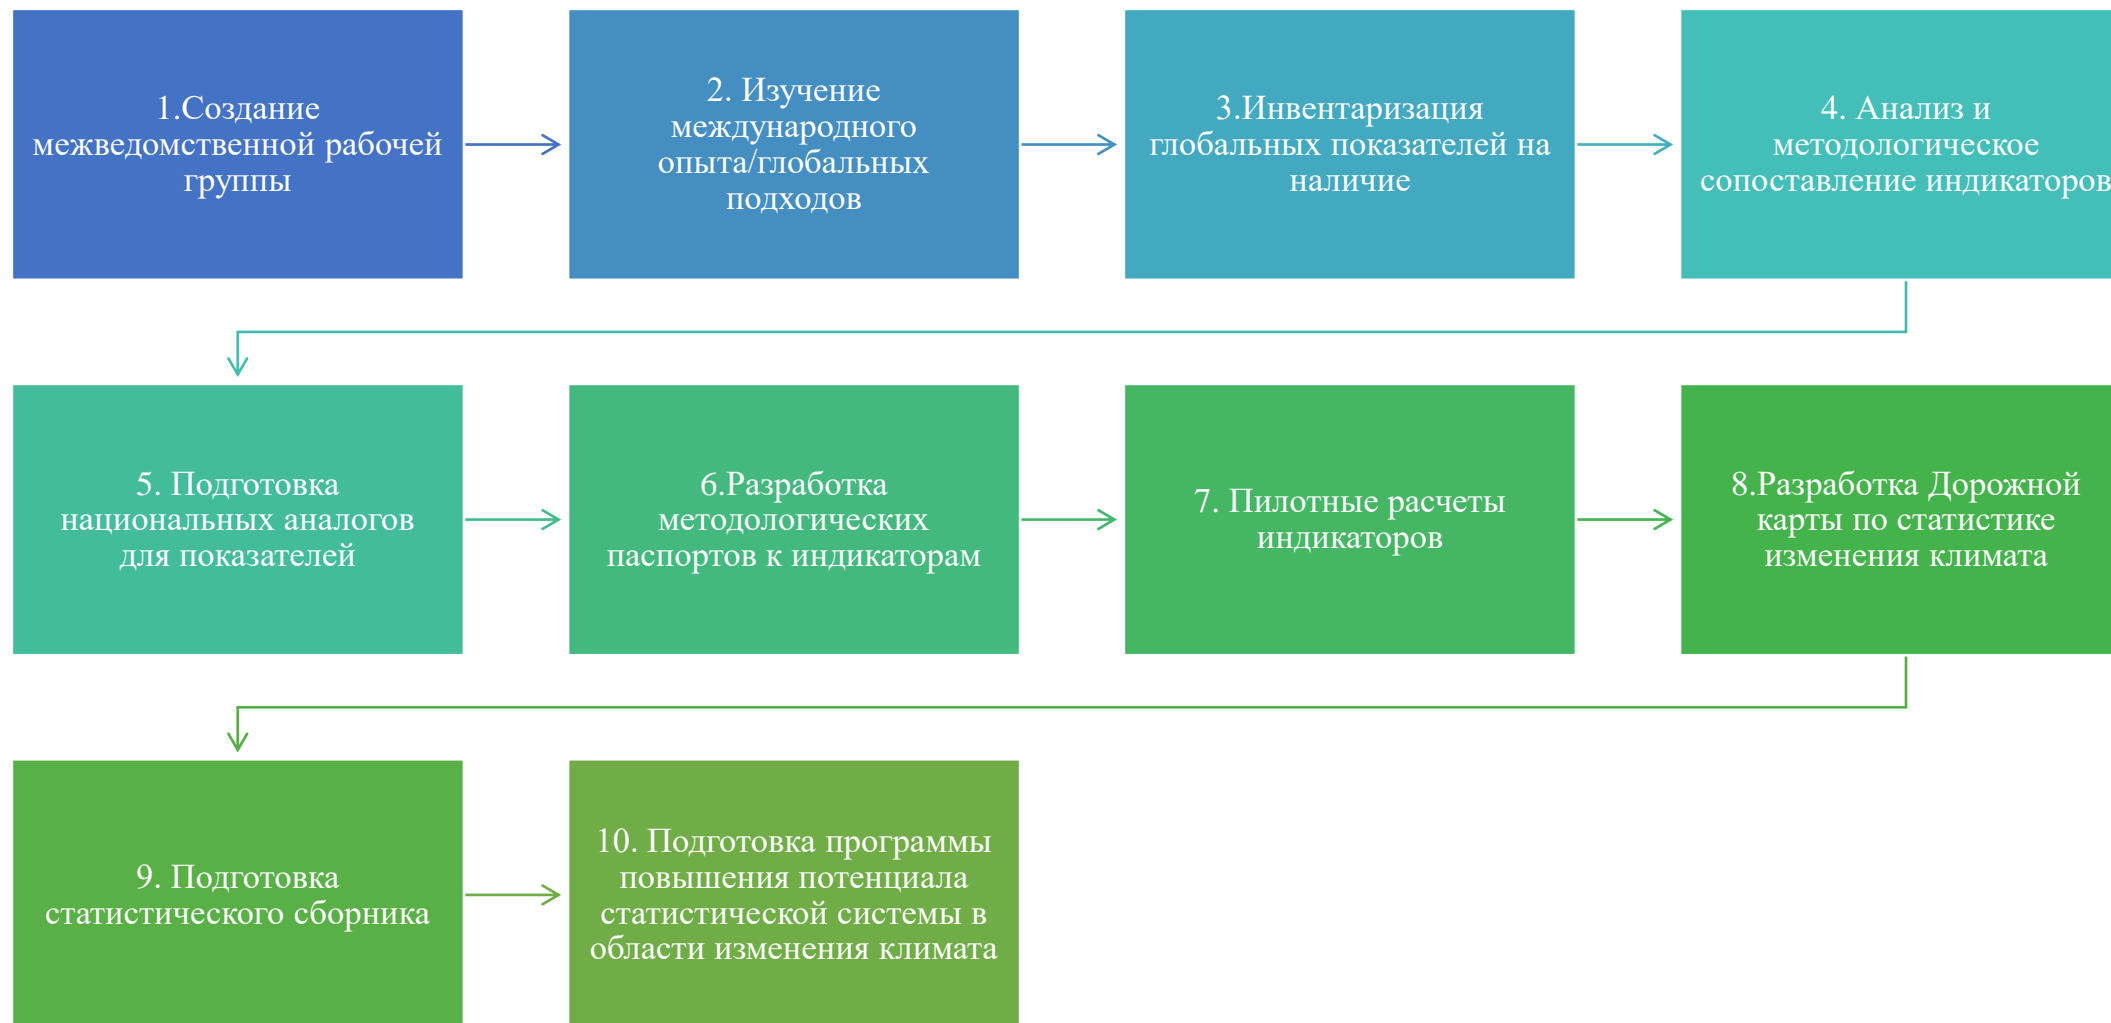 1.Создание
межведомственной рабочей
группы
2. Изучение
международного
опыта/глобальных
подходов
3.Инвентаризация
глобальных показателей на
наличие
4. Анализ и
методологическое
сопоставление индикаторов
5. Подготовка
национальных аналогов
для показателей
6.Разработка
методологических
паспортов к индикаторам
7. Пилотные расчеты
индикаторов
8.Разработка Дорожной
карты по статистике
изменения климата
9. Подготовка
статистического сборника
10. Подготовка программы
повышения потенциала
статистической системы в
области изменения климата